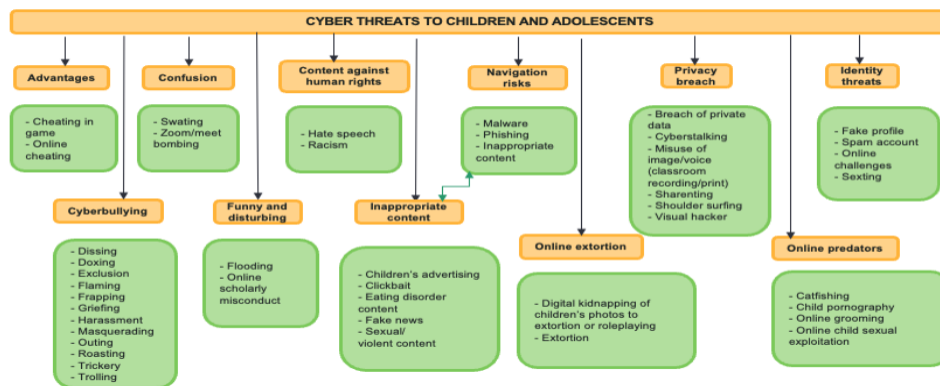 CYBER THREATS TO CHILDREN AND ADOLESCENTS
Advantages
- Cheating in
game
- Online
cheating
Confusion
- Swating
- Zoom/meet
bombing
Content against
human rights
- Hate speech
- Racism
Navigation
risks
- Malware
- Phishing
- Inappropriate
content
Privacy
breach
- Breach of private
data
- Cyberstalking
- Misuse of
image/voice
(classroom
recording/print)
- Sharenting
- Shoulder surfing
- Visual hacker
Identity
threats
- Fake profile
- Spam account
- Online
challenges
- Sexting
Cyberbullying
- Dissing
- Doxing
- Exclusion
- Flaming
- Frapping
- Griefing
- Harassment
- Masquerading
- Outing
- Roasting
- Trickery
- Trolling
Funny and
disturbing
- Flooding
- Online
scholarly
misconduct
Inappropriate
content
- Children's advertising
- Clickbait
- Eating disorder
content
- Fake news
- Sexual/
violent content
Online extortion
- Digital kidnapping of
children's photos to
extortion or roleplaying
- Extortion
Online predators
- Catfishing
- Child pornography
- Online grooming
- Online child sexual
exploitation